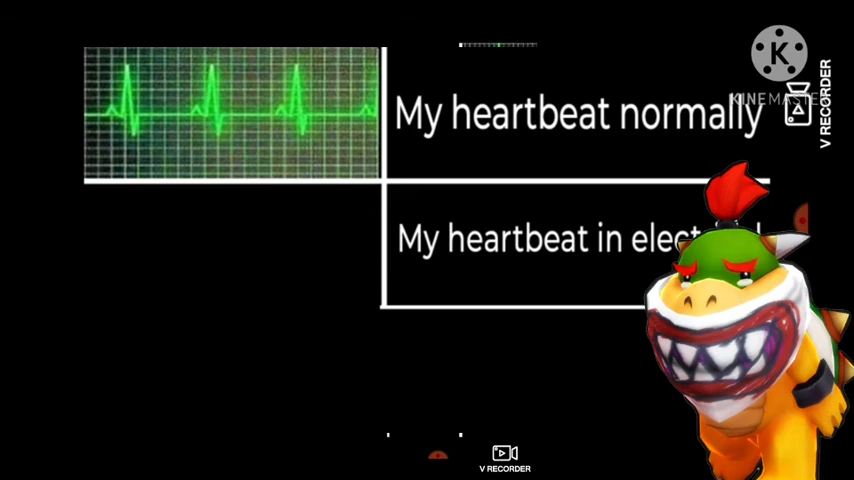 K
KINEMASTER
V RECORDER
My heartbeat normally
My heartbeat in
V RECORDER